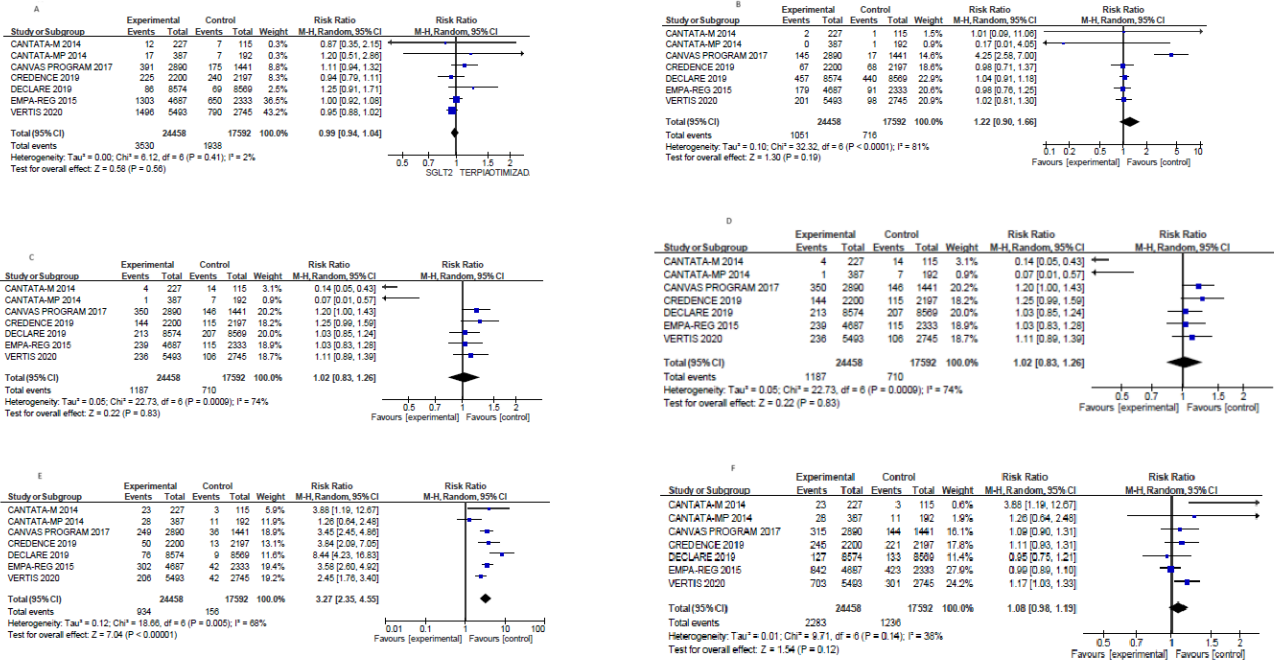 A
Experimental Control Risk Ratio Risk Ratio
Study or Subgroup Events Total Events Total Weight M-H, Random, 95% CI M-H, Random, 95% CI
CANTATA-M 2014 12 227 7 115 0.3% 0.87 [0.35, 2.15]
CANTATA-MP 2014 17 387 7 192 0.3% 1.20 [0.51, 2.86]
CANVAS PROGRAM 2017 391 2890 175 1441 11.4% 1.11 [0.94, 1.32]
CREDENCE 2019 225 2200 240 2197 10.2% 0.94 [0.79, 1.11]
DECLARE 2019 86 8574 69 8569 2.5% 1.25 [0.91, 1.71]
EMPA-REG 2015 1303 4687 650 2333 36.5% 1.00 [0.92, 1.08]
VERTIS 2020 1496 5493 790 2745 43.2% 0.95 [0.88, 1.02]
Total (95% CI) 24458 17592 100.0% 0.99 [0.94, 1.04]
Total events 3530 1938
Heterogeneity: Tau² = 0.00; Chi² = 6.12, df = 6 (P = 0.41); I² = 2%
Test for overall effect: Z = 0.58 (P = 0.56)
0.5 0.7 1 1.5 2
SGLT2 TERPIAOTIMIZAD.
B
Experimental Control Risk Ratio Risk Ratio
Study or Subgroup Events Total Events Total Weight M-H, Random, 95% CI M-H, Random, 95% CI
CANTATA-M 2014 2 227 1 115 1.5% 1.01 [0.09, 11.06]
CANTATA-MP 2014 0 387 1 192 0.9% 0.17 [0.01, 4.05]
CANVAS PROGRAM 2017 145 2890 17 1441 14.4% 4.25 [2.58, 7.00]
CREDENCE 2019 67 2200 68 2197 18.6% 0.98 [0.71, 1.37]
DECLARE 2019 457 8574 440 8569 22.9% 1.04 [0.91, 1.18]
EMPA-REG 2015 179 4687 91 2333 21.0% 0.98 [0.76, 1.25]
VERTIS 2020 201 5493 98 2745 20.8% 1.02 [0.81, 1.30]
Total (95% CI) 24458 17592 100.0% 1.22 [0.90, 1.66]
Total events 1051 716
Heterogeneity: Tau² = 0.10; Chi² = 32.32, df = 6 (P < 0.0001); I² = 81%
Test for overall effect: Z = 1.30 (P = 0.19)
0.1 0.2 0.5 1 2 5 10
Favours [experimental] Favours [control]
C
Experimental Control Risk Ratio Risk Ratio
Study or Subgroup Events Total Events Total Weight M-H, Random, 95% CI M-H, Random, 95% CI
CANTATA-M 2014 4 227 14 115 3.1% 0.14 [0.05, 0.43]
CANTATA-MP 2014 1 387 7 192 1.0% 0.07 [0.01, 0.57]
CANVAS PROGRAM 2017 350 2890 146 1441 20.2% 1.20 [1.00, 1.43]
CREDENCE 2019 144 2200 115 2197 18.2% 1.25 [0.99, 1.59]
DECLARE 2019 213 8574 207 8569 20.0% 1.03 [0.85, 1.24]
EMPA-REG 2015 239 4687 115 2333 18.9% 1.03 [0.83, 1.28]
VERTIS 2020 236 5493 106 2745 18.7% 1.11 [0.89, 1.39]
Total (95% CI) 24458 17592 100.0% 1.02 [0.83, 1.26]
Total events 1187 710
Heterogeneity: Tau² = 0.05; Chi² = 22.73, df = 6 (P = 0.0009); I² = 74%
Test for overall effect: Z = 0.22 (P = 0.83)
0.5 0.7 1 1.5 2
Favours [experimental] Favours [control]
D
Experimental Control Risk Ratio Risk Ratio
Study or Subgroup Events Total Events Total Weight M-H, Random, 95% CI M-H, Random, 95% CI
CANTATA-M 2014 4 227 14 115 3.1% 0.14 [0.05, 0.43]
CANTATA-MP 2014 1 387 7 192 1.0% 0.07 [0.01, 0.57]
CANVAS PROGRAM 2017 350 2890 146 1441 20.2% 1.20 [1.00, 1.43]
CREDENCE 2019 144 2200 115 2197 18.2% 1.25 [0.99, 1.59]
DECLARE 2019 213 8574 207 8569 20.0% 1.03 [0.85, 1.24]
EMPA-REG 2015 239 4687 115 2333 18.9% 1.03 [0.83, 1.28]
VERTIS 2020 236 5493 106 2745 18.7% 1.11 [0.89, 1.39]
Total (95% CI) 24458 17592 100.0% 1.02 [0.83, 1.26]
Total events 1187 710
Heterogeneity: Tau² = 0.05; Chi² = 22.73, df = 6 (P = 0.0009); I² = 74%
Test for overall effect: Z = 0.22 (P = 0.83)
0.5 0.7 1 1.5 2
Favours [experimental] Favours [control]
E
Experimental Control Risk Ratio Risk Ratio
Study or Subgroup Events Total Events Total Weight M-H, Random, 95% CI M-H, Random, 95% CI
CANTATA-M 2014 23 227 3 115 5.9% 3.88 [1.19, 12.67]
CANTATA-MP 2014 28 387 11 192 11.9% 1.26 [0.64, 2.48]
CANVAS PROGRAM 2017 249 2890 36 1441 18.9% 3.45 [2.45, 4.86]
CREDENCE 2019 50 2200 13 2197 13.1% 3.84 [2.09, 7.05]
DECLARE 2019 76 8574 9 8569 11.6% 8.44 [4.23, 16.83]
EMPA-REG 2015 302 4687 42 2333 19.4% 3.58 [2.60, 4.92]
VERTIS 2020 206 5493 42 2745 19.2% 2.45 [1.76, 3.40]
Total (95% CI) 24458 17592 100.0% 3.27 [2.35, 4.55]
Total events 934 156
Heterogeneity: Tau² = 0.12; Chi² = 18.66, df = 6 (P = 0.005); I² = 68%
Test for overall effect: Z = 7.04 (P < 0.00001)
0.01 0.1 1 10 100
Favours [experimental] Favours [control]
F
Experimental Control Risk Ratio Risk Ratio
Study or Subgroup Events Total Events Total Weight M-H, Random, 95% CI M-H, Random, 95% CI
CANTATA-M 2014 23 227 3 115 0.6% 3.88 [1.19, 12.67]
CANTATA-MP 2014 28 387 11 192 1.9% 1.26 [0.64, 2.48]
CANVAS PROGRAM 2017 315 2890 144 1441 16.1% 1.09 [0.90, 1.31]
CREDENCE 2019 245 2200 221 2197 17.8% 1.11 [0.93, 1.31]
DECLARE 2019 127 8574 133 8569 11.4% 0.95 [0.75, 1.21]
EMPA-REG 2015 842 4687 423 2333 27.9% 0.99 [0.89, 1.10]
VERTIS 2020 703 5493 301 2745 24.2% 1.17 [1.03, 1.33]
Total (95% CI) 24458 17592 100.0% 1.08 [0.98, 1.19]
Total events 2283 1236
Heterogeneity: Tau² = 0.01; Chi² = 9.71, df = 6 (P = 0.14); I² = 38%
Test for overall effect: Z = 1.54 (P = 0.12)
0.5 0.7 1 1.5 2
Favours [experimental] Favours [control]